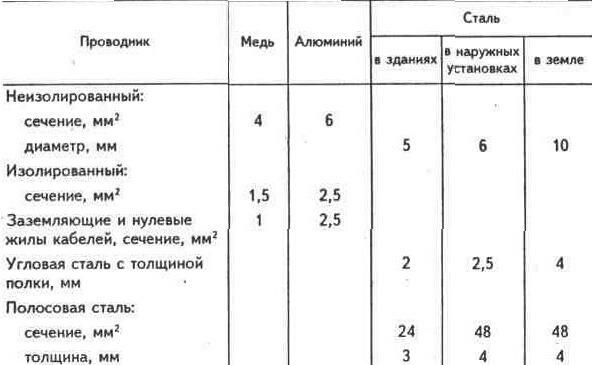 Проводник Медь Алюминий Сталь
в зданиях в наружных установках в земле
Неизолированный:
сечение, мм² 4 6
диаметр, мм 5 6 10
Изолированный:
сечение, мм² 1,5 2,5
Заземляющие и нулевые
жилы кабелей, сечение, мм² 1 2,5
Угловая сталь с толщиной
полки, мм 2 2,5 4
Полосовая сталь:
сечение, мм² 24 48 48
толщина, мм 3 4 4